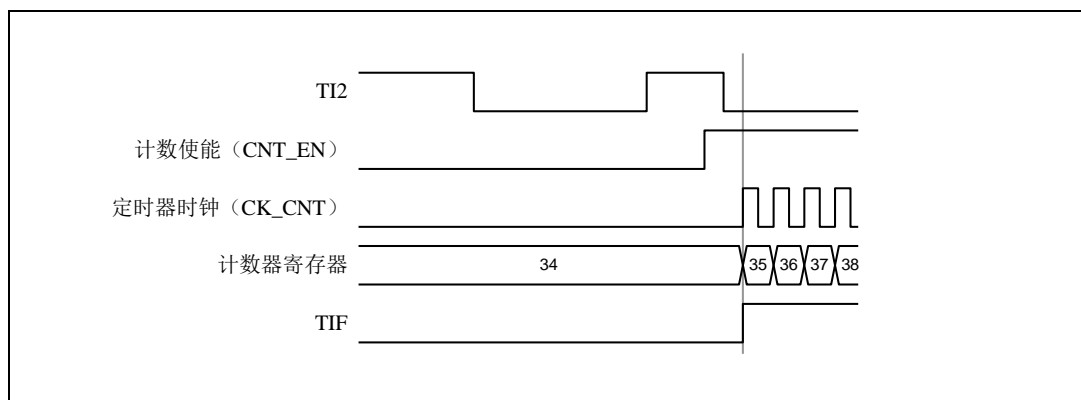 TI2
计数使能（CNT_EN）
定时器时钟（CK_CNT）
计数器寄存器 34 35 36 37 38
TIF